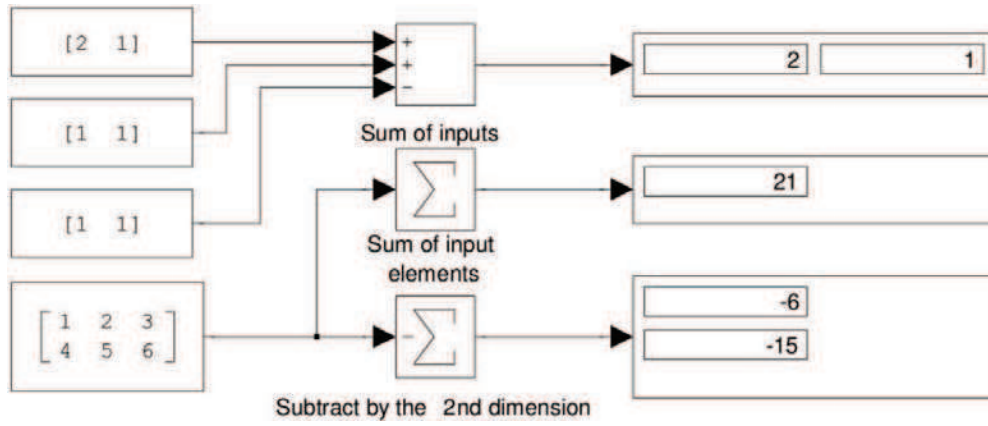 [2 1]
+
+
−
2 1
[1 1]
Sum of inputs
[1 1]
21
Sum of input
elements
1 2 3
4 5 6
−
-6
-15
Subtract by the 2nd dimension